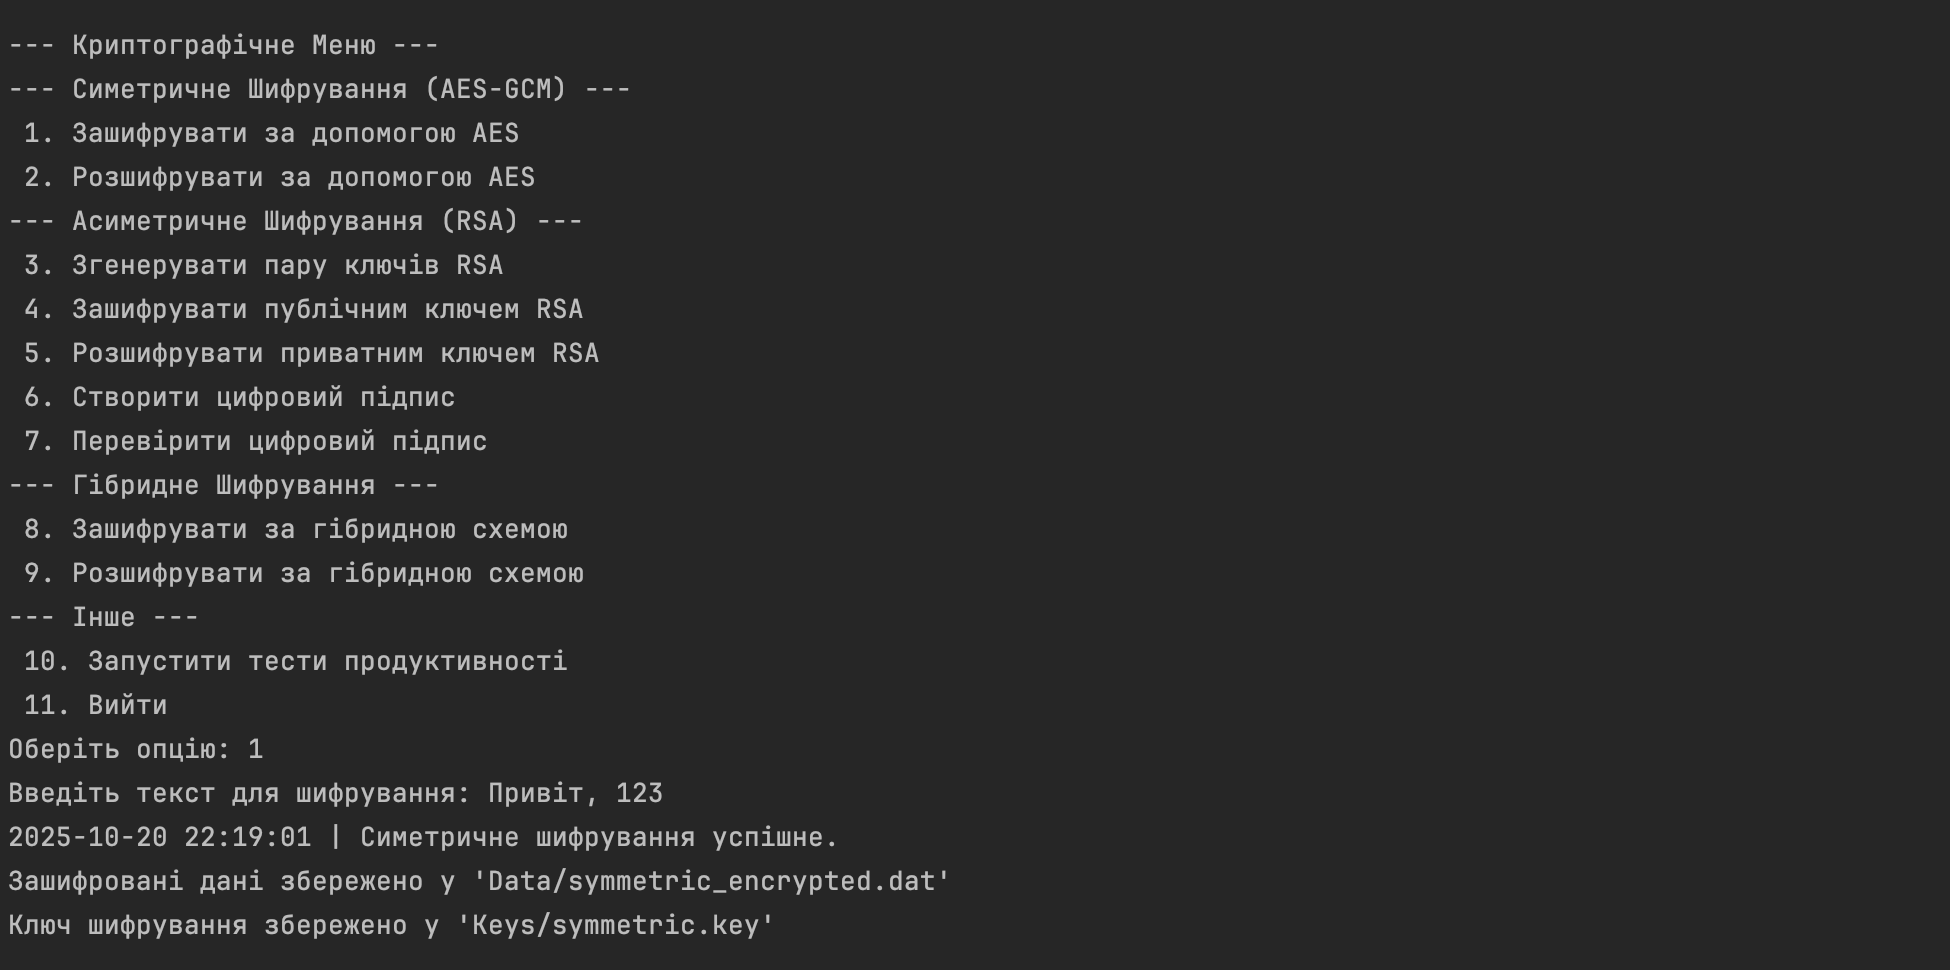 --- Криптографічне Меню ---
--- Симетричне Шифрування (AES-GCM) ---
 1. Зашифрувати за допомогою AES
 2. Розшифрувати за допомогою AES
--- Асиметричне Шифрування (RSA) ---
 3. Згенерувати пару ключів RSA
 4. Зашифрувати публічним ключем RSA
 5. Розшифрувати приватним ключем RSA
 6. Створити цифровий підпис
 7. Перевірити цифровий підпис
--- Гібридне Шифрування ---
 8. Зашифрувати за гібридною схемою
 9. Розшифрувати за гібридною схемою
--- Інше ---
 10. Запустити тести продуктивності
 11. Вийти
Оберіть опцію: 1
Введіть текст для шифрування: Привіт, 123
2025-10-20 22:19:01 | Симетричне шифрування успішне.
Зашифровані дані збережено у 'Data/symmetric_encrypted.dat'
Ключ шифрування збережено у 'Keys/symmetric.key'